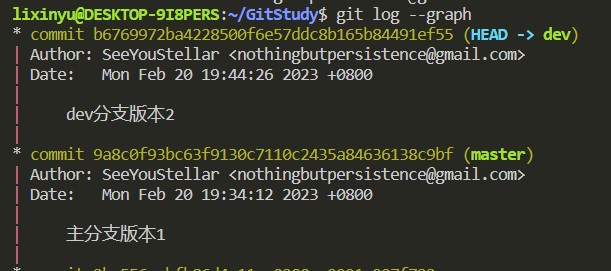 lixinyu@DESKTOP-9I8PERS:~/GitStudy$ git log --graph
* commit b6769972ba4228500f6e57ddc8b165b84491ef55 (HEAD -> dev)
| Author: SeeYouStellar <nothingbutpersistence@gmail.com>
| Date:   Mon Feb 20 19:44:26 2023 +0800
|
|     dev分支版本2
|
* commit 9a8c0f93bc63f9130c7110c2435a84636138c9bf (master)
| Author: SeeYouStellar <nothingbutpersistence@gmail.com>
| Date:   Mon Feb 20 19:34:12 2023 +0800
|
|     主分支版本1
|